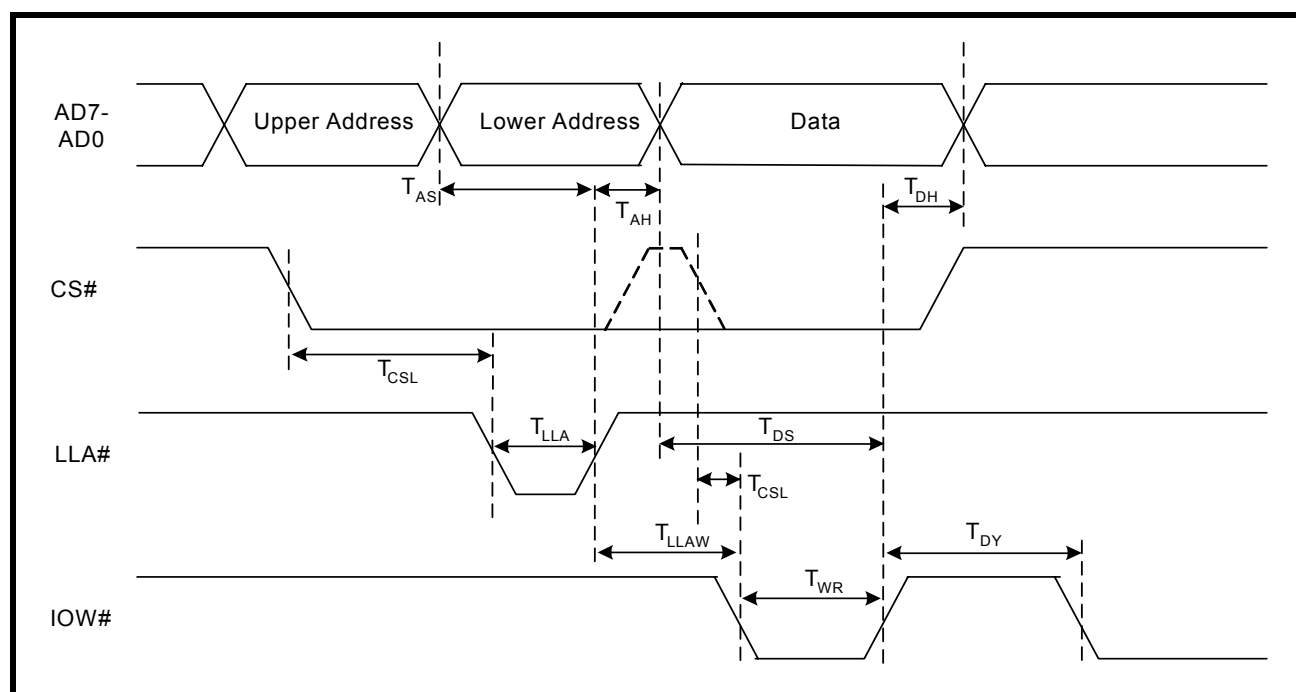 AD7-
AD0
Upper Address
Lower Address
Data
TAS
TAH
TDH
CS#
TCSL
LLA#
TLLA
TDS
TCSL
TLLAW
TDY
IOW#
TWR